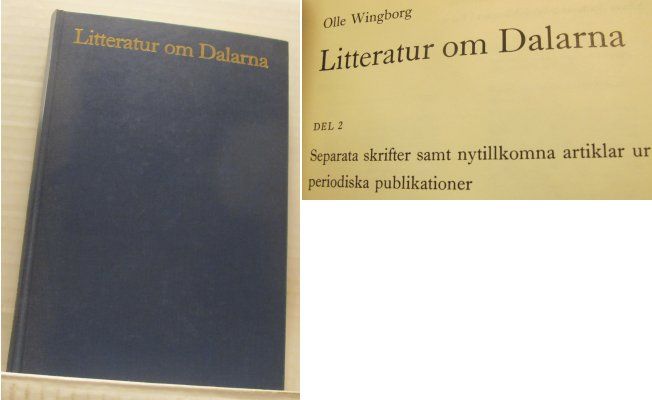 Litteratur om Dalarna
Olle Wingborg
Litteratur om Dalarna
DEL 2
Separata skrifter samt nytillkomna artiklar ur
periodiska publikationer